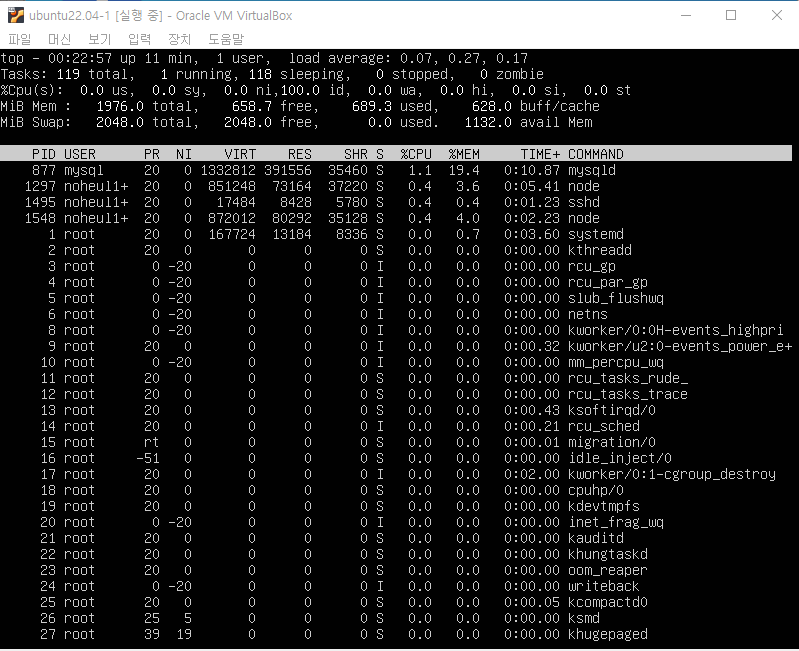 ubuntu22.04-1 [실행 중] - Oracle VM VirtualBox
파일 머신 보기 입력 장치 도움말
top - 00:22:57 up 11 min,  1 user,  load average: 0.07, 0.27, 0.17
Tasks: 119 total,   1 running, 118 sleeping,   0 stopped,   0 zombie
%Cpu(s):  0.0 us,  0.0 sy,  0.0 ni,100.0 id,  0.0 wa,  0.0 hi,  0.0 si,  0.0 st
MiB Mem :   1976.0 total,    658.7 free,    689.3 used,    628.0 buff/cache
MiB Swap:   2048.0 total,   2048.0 free,      0.0 used.   1132.0 avail Mem
PID USER PR NI VIRT RES SHR S %CPU %MEM TIME+ COMMAND
877 mysql 20 0 1332812 391556 35460 S 1.1 19.4 0:10.87 mysqld
1297 noheul1+ 20 0 851248 73164 37220 S 0.4 3.6 0:05.41 node
1495 noheul1+ 20 0 17484 8428 5780 S 0.4 0.4 0:01.23 sshd
1548 noheul1+ 20 0 872012 80292 35128 S 0.4 4.0 0:02.23 node
1 root 20 0 167724 13184 8336 S 0.0 0.7 0:03.60 systemd
2 root 20 0 0 0 0 S 0.0 0.0 0:00.00 kthreadd
3 root 0 -20 0 0 0 I 0.0 0.0 0:00.00 rcu_gp
4 root 0 -20 0 0 0 I 0.0 0.0 0:00.00 rcu_par_gp
5 root 0 -20 0 0 0 I 0.0 0.0 0:00.00 slub_flushwq
6 root 0 -20 0 0 0 I 0.0 0.0 0:00.00 netns
8 root 0 -20 0 0 0 I 0.0 0.0 0:00.00 kworker/0:0H-events_highpri
9 root 20 0 0 0 0 I 0.0 0.0 0:00.32 kworker/u2:0-events_power_e+
10 root 0 -20 0 0 0 I 0.0 0.0 0:00.00 mm_percpu_wq
11 root 20 0 0 0 0 S 0.0 0.0 0:00.00 rcu_tasks_rude_
12 root 20 0 0 0 0 S 0.0 0.0 0:00.00 rcu_tasks_trace
13 root 20 0 0 0 0 S 0.0 0.0 0:00.43 ksoftirqd/0
14 root 20 0 0 0 0 I 0.0 0.0 0:00.21 rcu_sched
15 root rt 0 0 0 0 S 0.0 0.0 0:00.01 migration/0
16 root -51 0 0 0 0 S 0.0 0.0 0:00.00 idle_inject/0
17 root 20 0 0 0 0 I 0.0 0.0 0:02.00 kworker/0:1-cgroup_destroy
18 root 20 0 0 0 0 S 0.0 0.0 0:00.00 cpuhp/0
19 root 20 0 0 0 0 S 0.0 0.0 0:00.00 kdevtmpfs
20 root 0 -20 0 0 0 I 0.0 0.0 0:00.00 inet_frag_wq
21 root 20 0 0 0 0 S 0.0 0.0 0:00.00 kauditd
22 root 20 0 0 0 0 S 0.0 0.0 0:00.00 khungtaskd
23 root 20 0 0 0 0 S 0.0 0.0 0:00.00 oom_reaper
24 root 0 -20 0 0 0 I 0.0 0.0 0:00.00 writeback
25 root 20 0 0 0 0 S 0.0 0.0 0:00.05 kcompactd0
26 root 25 5 0 0 0 S 0.0 0.0 0:00.00 ksmd
27 root 39 19 0 0 0 S 0.0 0.0 0:00.00 khugepaged